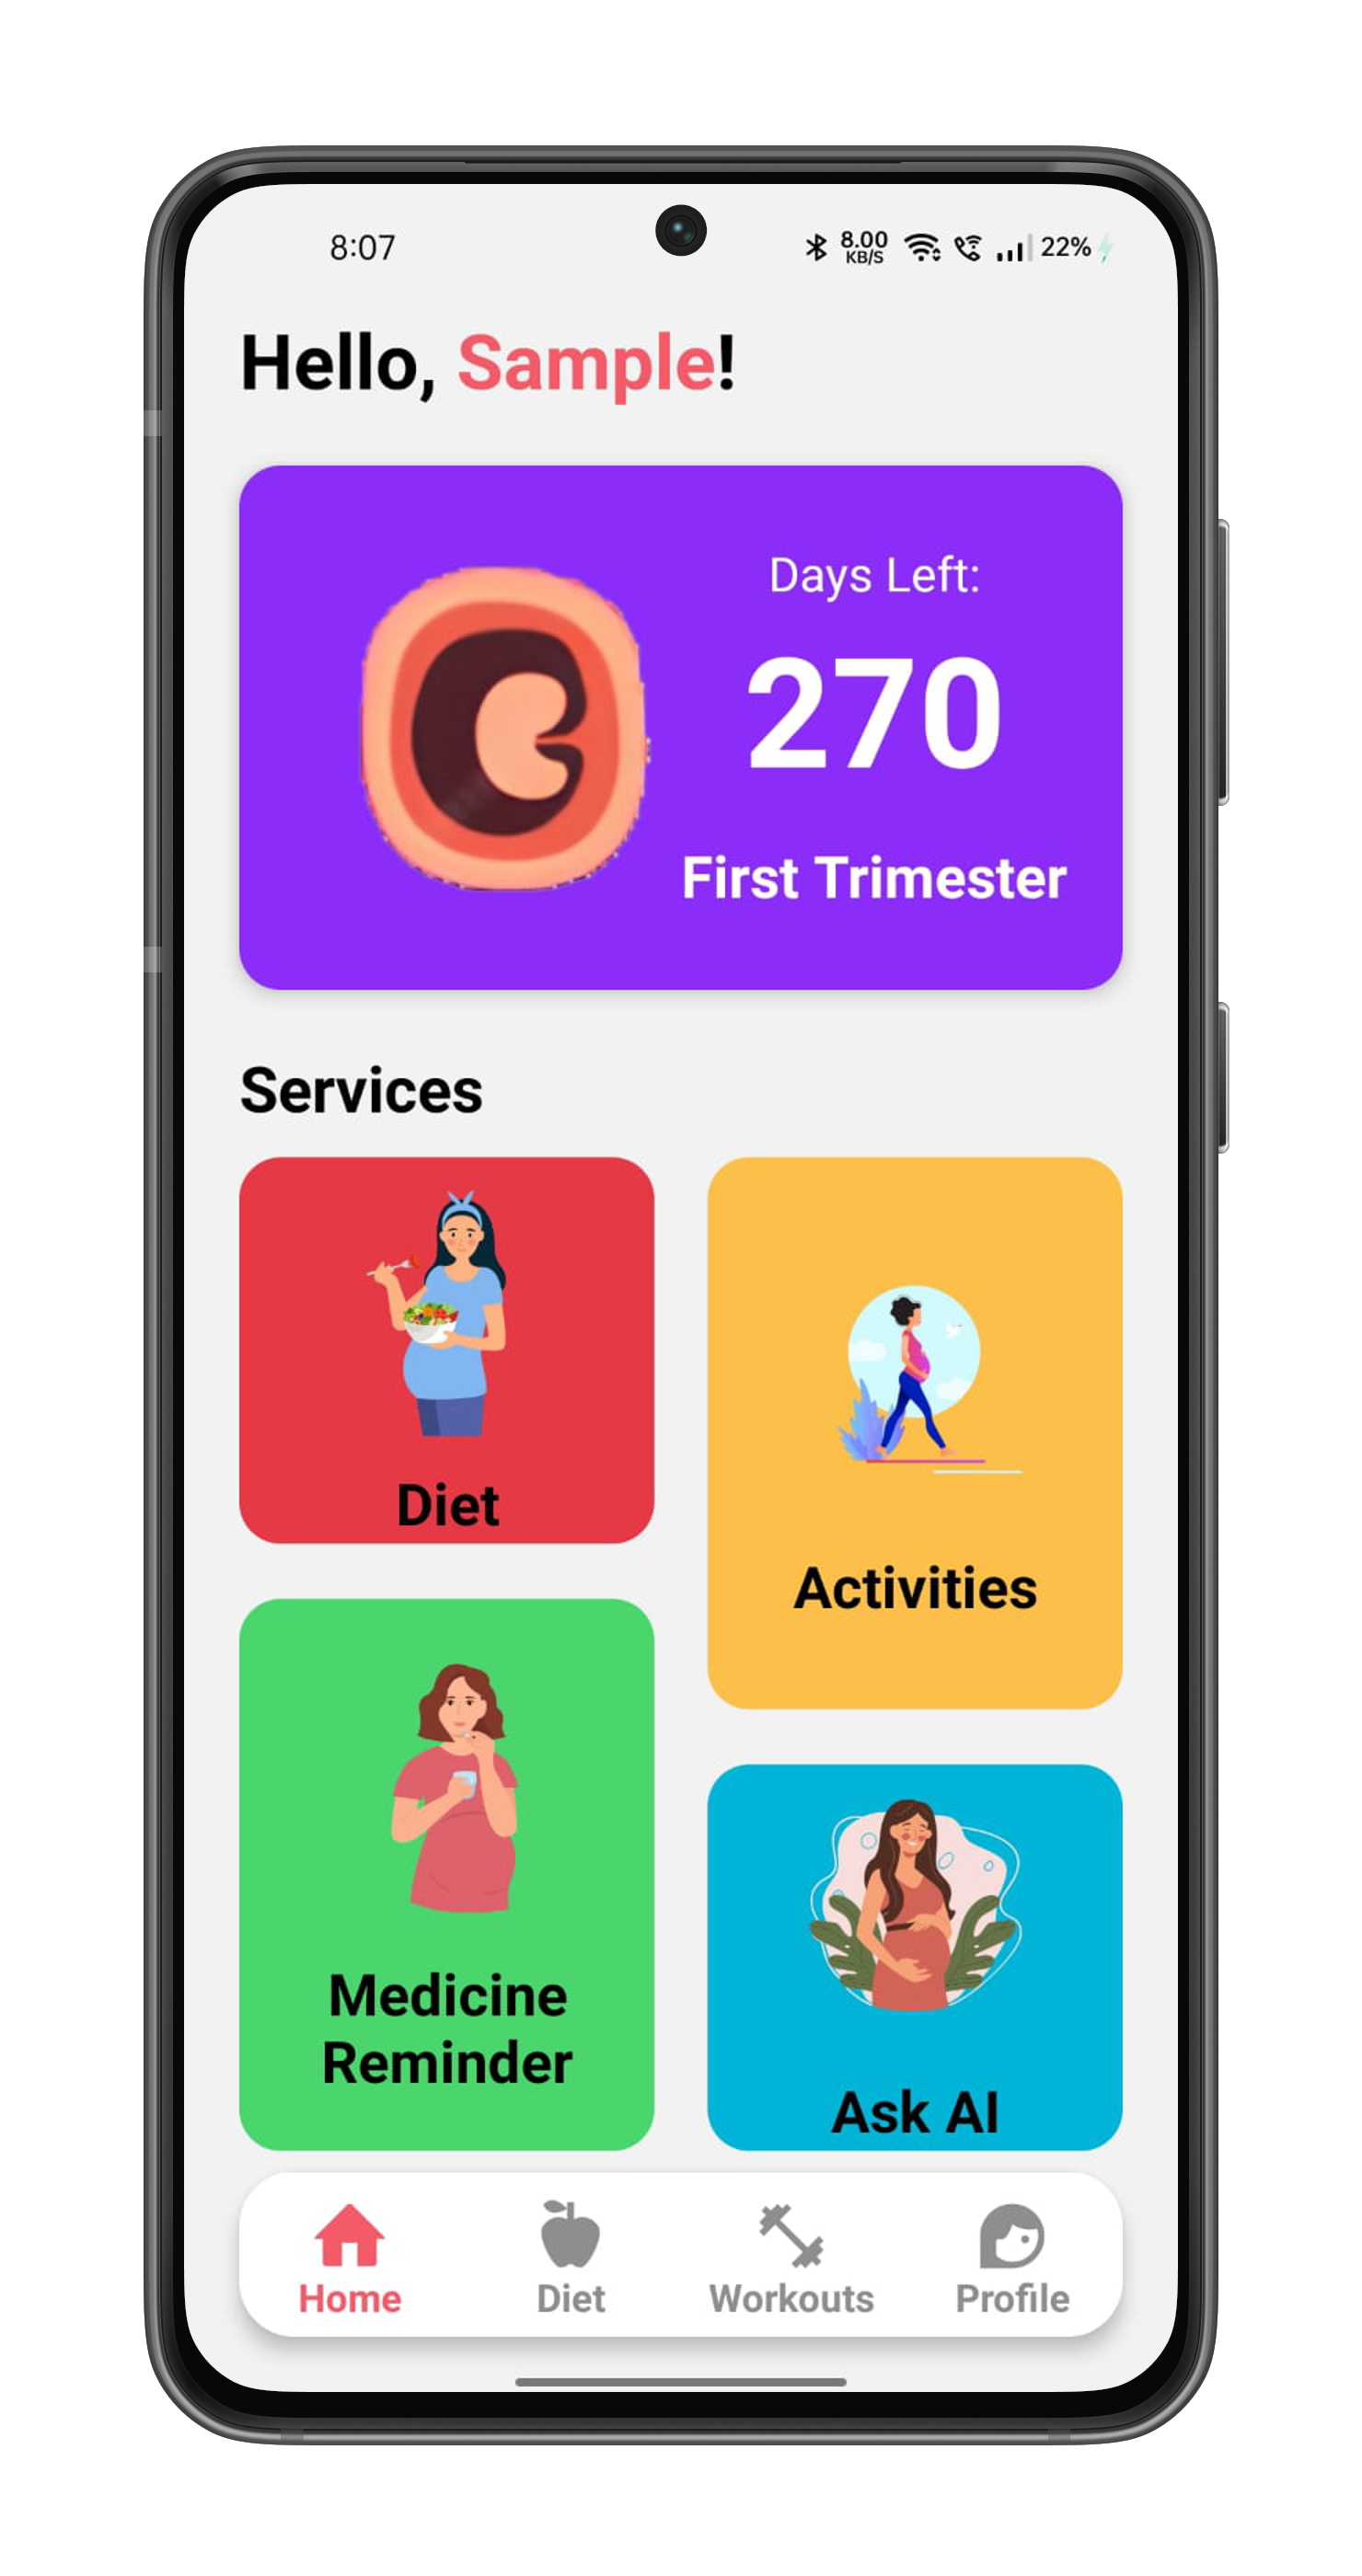 8:07
8.00
KB/S
22%
Hello, Sample!
Days Left:
270
First Trimester
Services
Diet
Activities
Medicine
Reminder
Ask AI
Home
Diet
Workouts
Profile